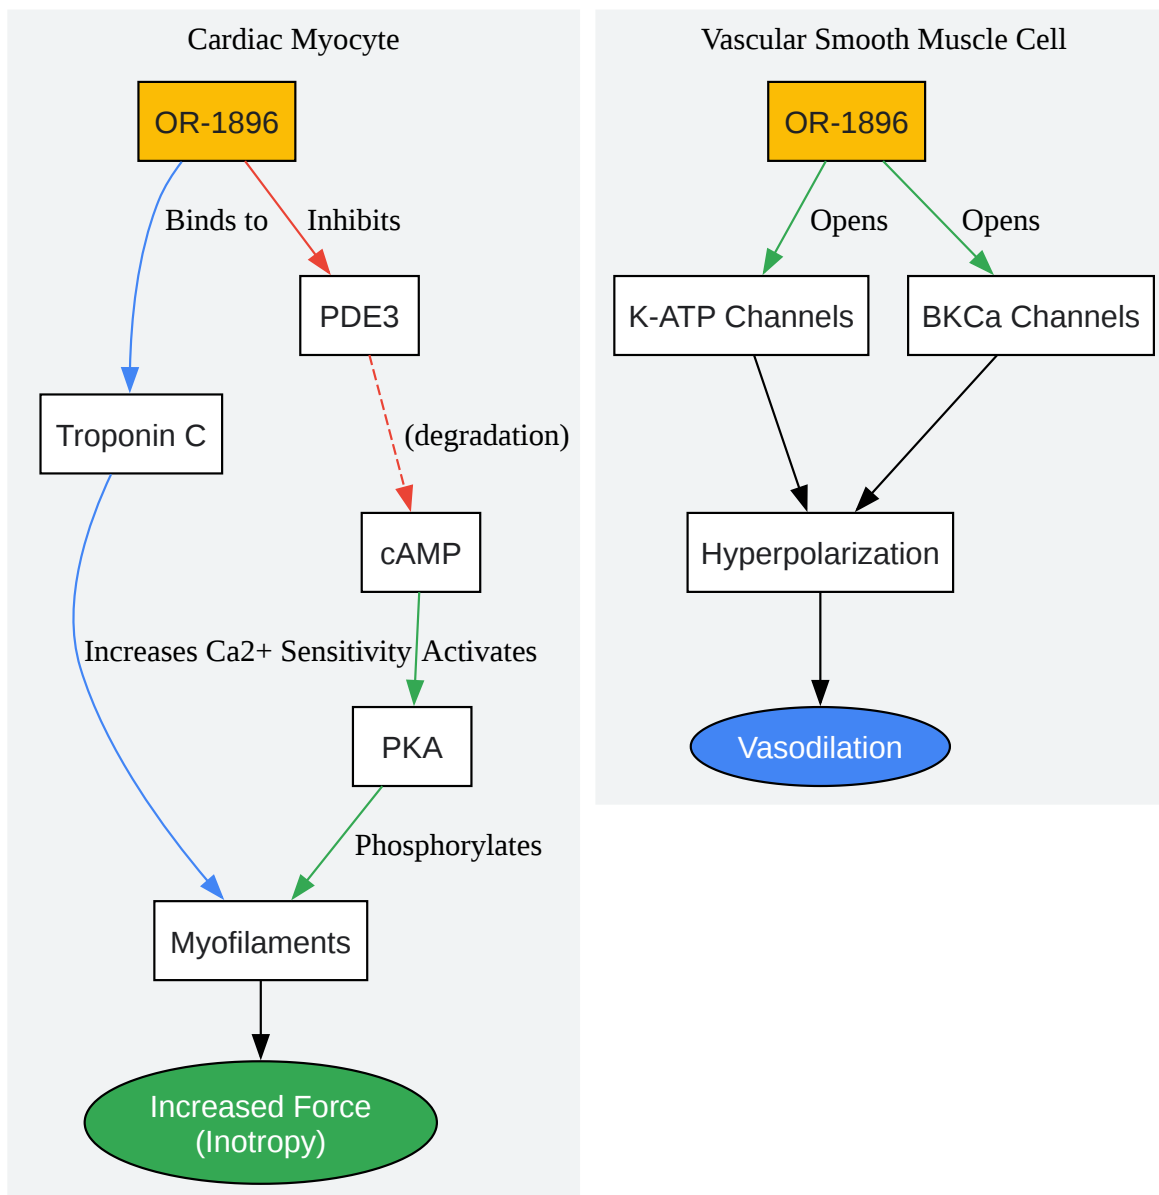 Cardiac Myocyte
OR-1896
Binds to
Inhibits
PDE3
Troponin C
(degradation)
cAMP
Increases Ca2+ Sensitivity
Activates
PKA
Phosphorylates
Myofilaments
Increased Force
(Inotropy)
Vascular Smooth Muscle Cell
OR-1896
Opens
Opens
K-ATP Channels
BKCa Channels
Hyperpolarization
Vasodilation